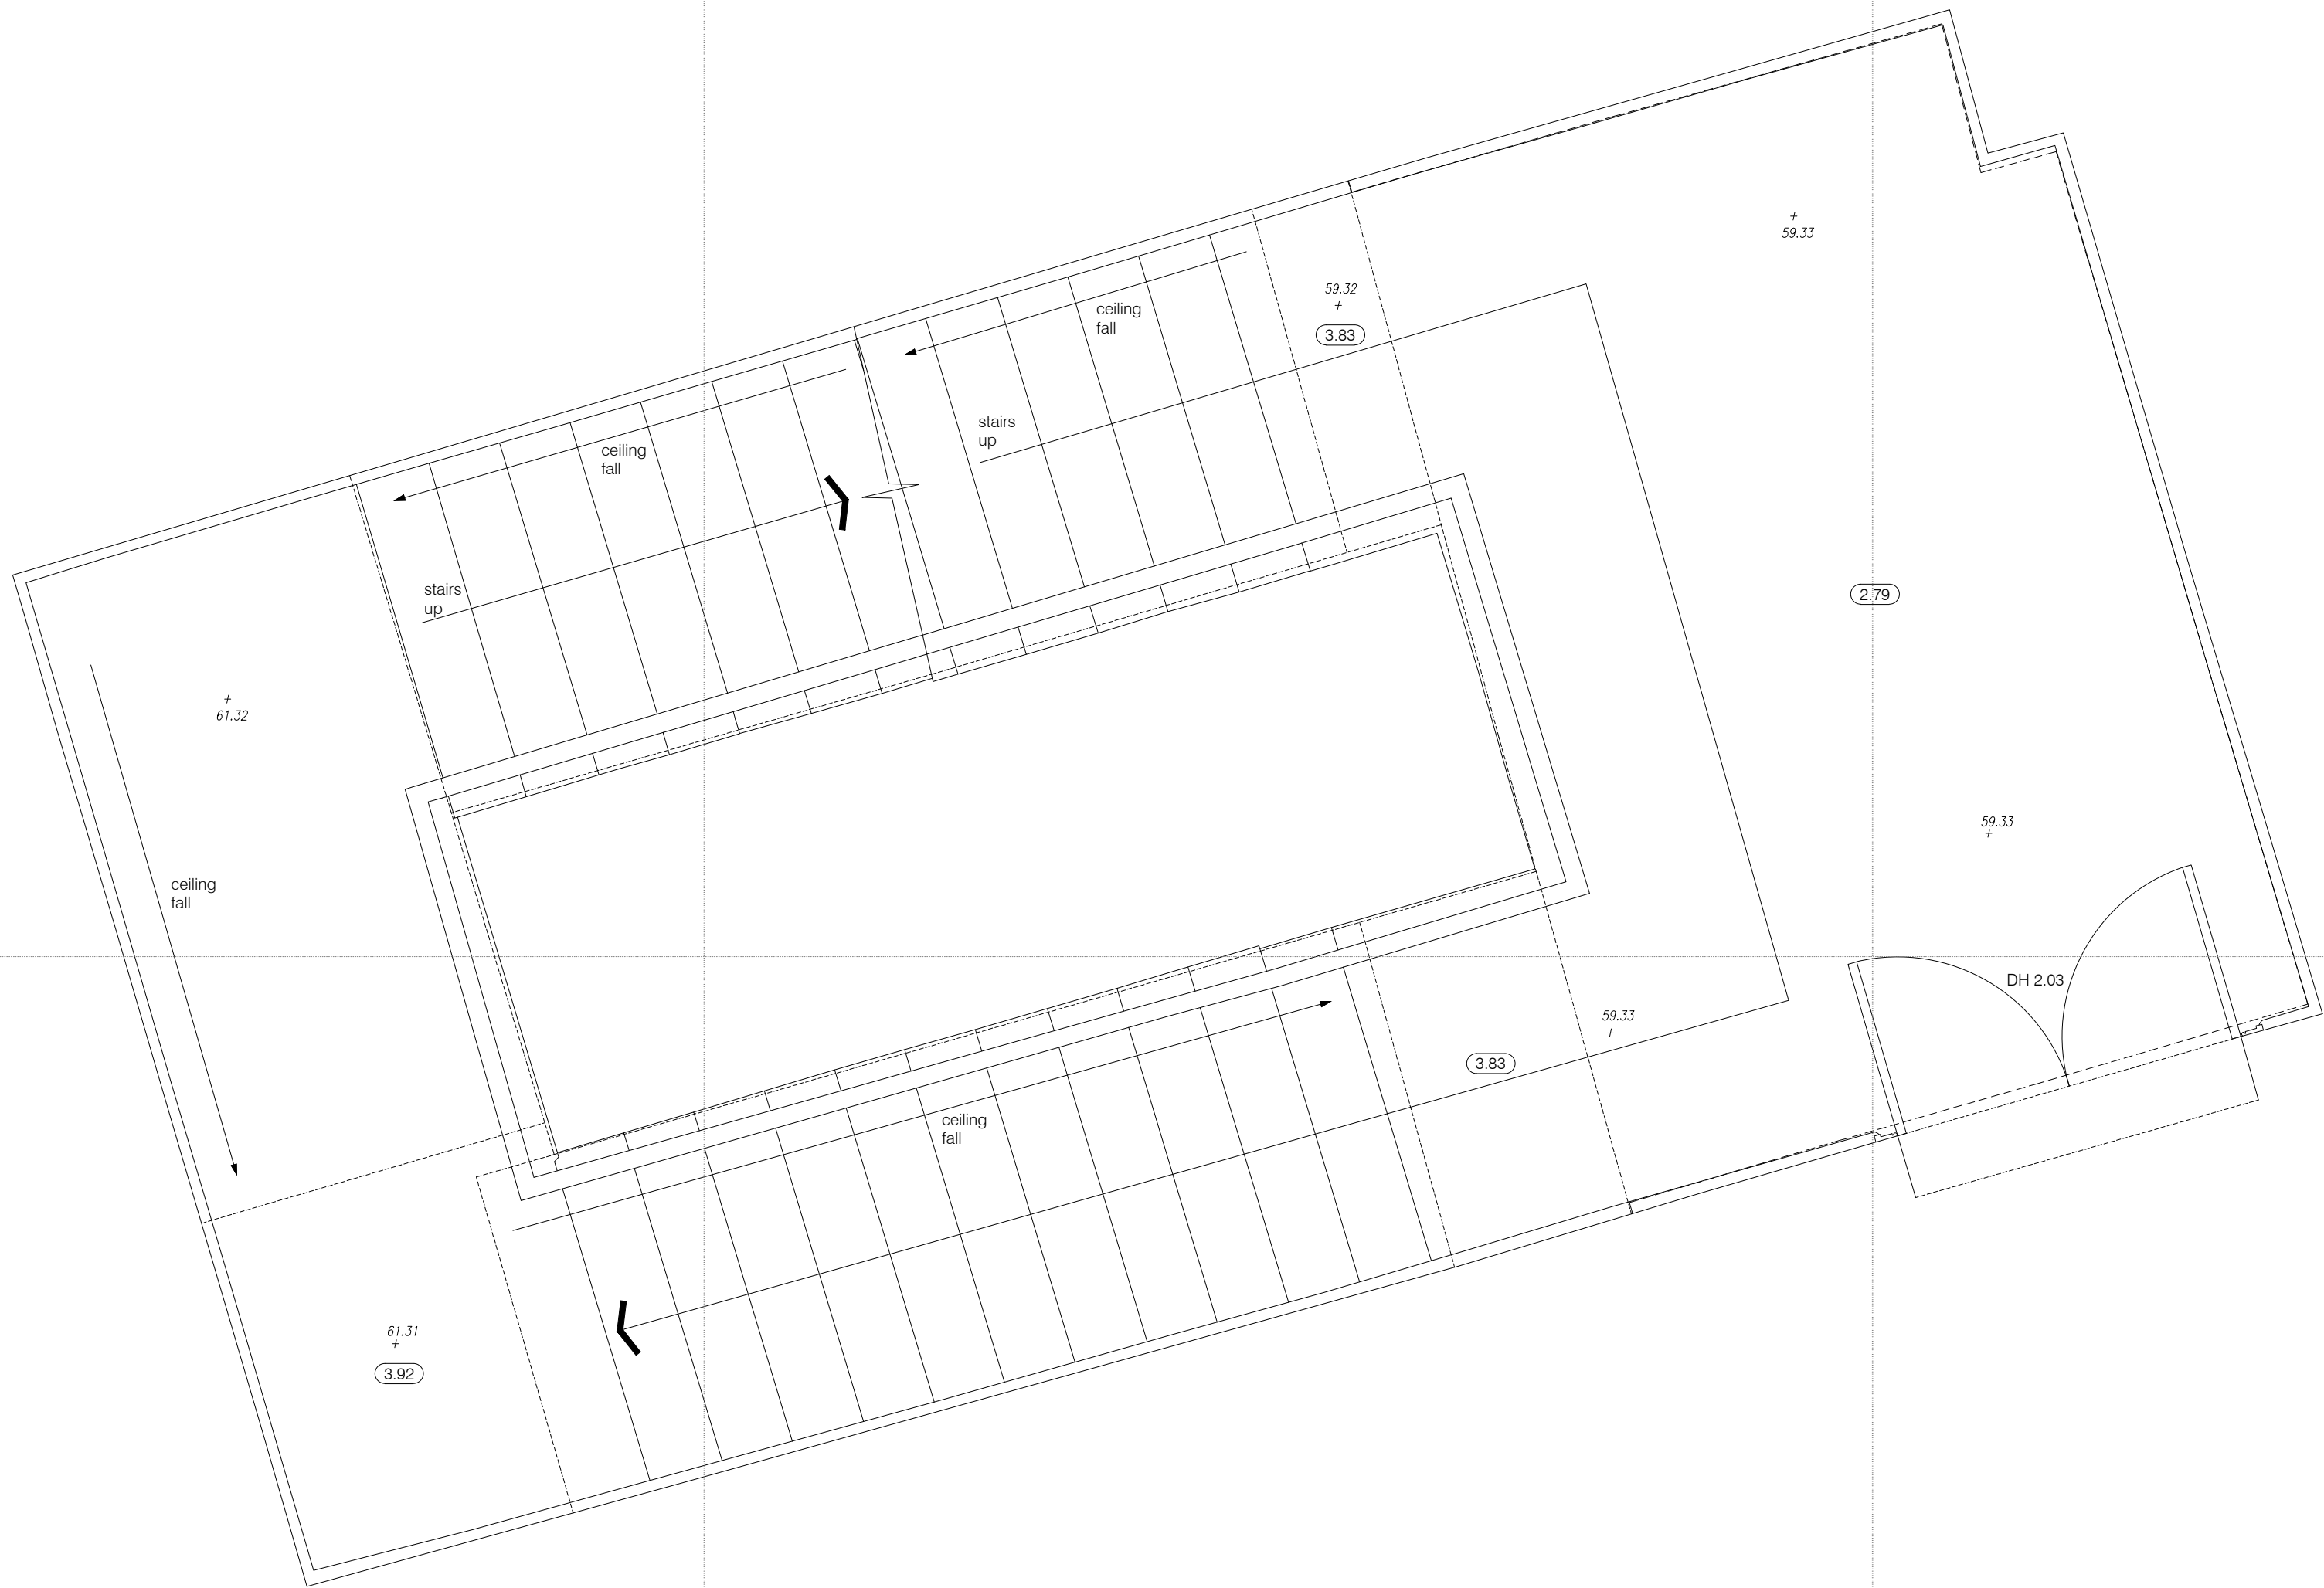 59.33
59.32
3.83
ceiling
fall
stairs
up
ceiling
fall
stairs
up
2.79
61.32
59.33
ceiling
fall
DH 2.03
59.33
3.83
ceiling
fall
61.31
3.92